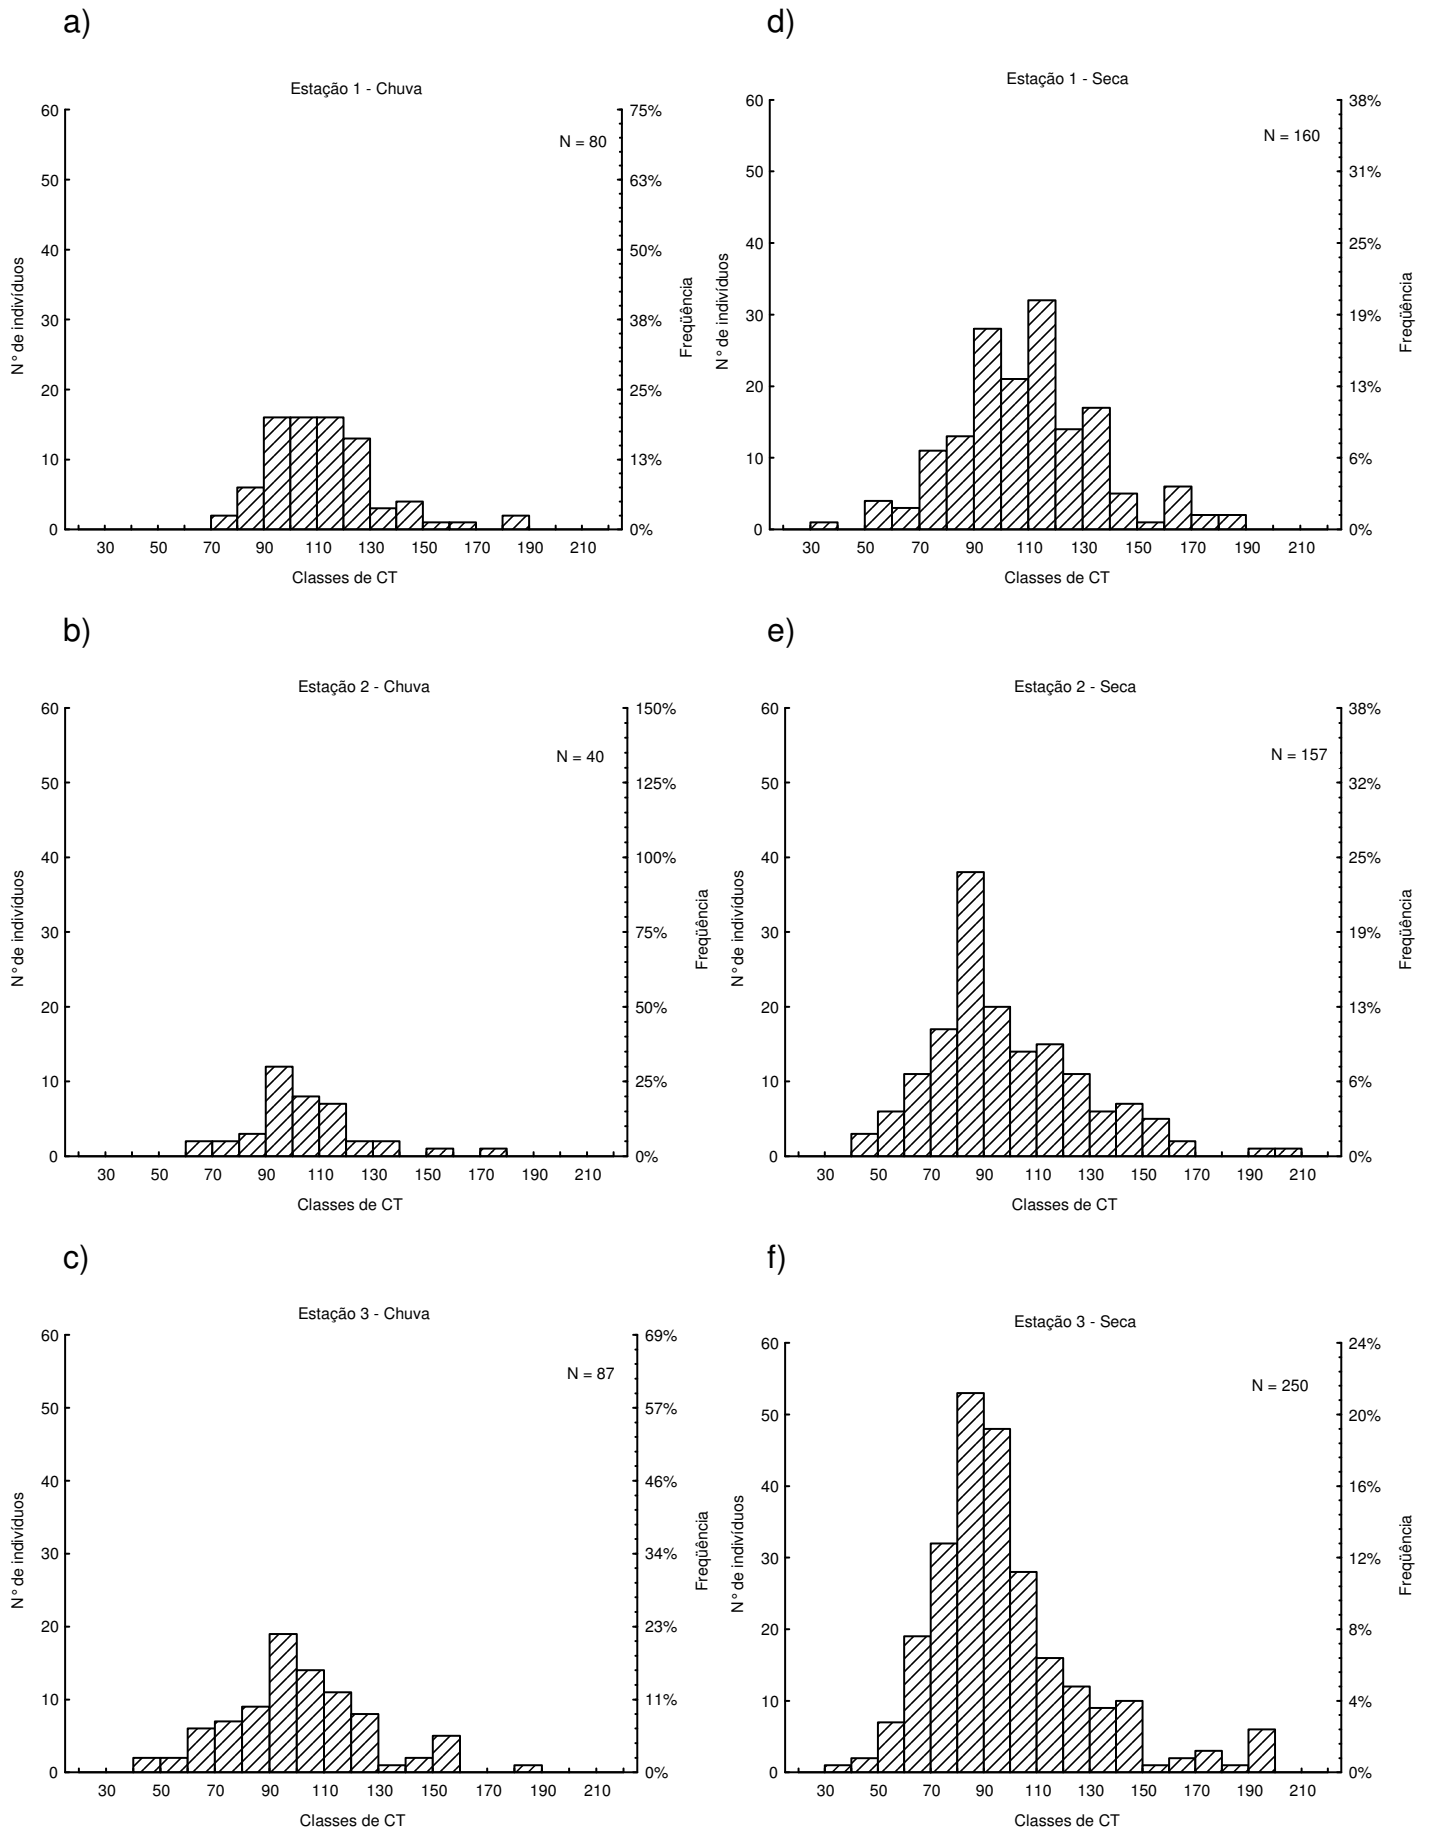 a)
Estação 1 - Chuva
N = 80
60
50
40
30
20
10
0
75%
63%
50%
38%
25%
13%
0%
N° de indivíduos
Freqüência
30 50 70 90 110 130 150 170 190 210
Classes de CT
d)
Estação 1 - Seca
N = 160
60
50
40
30
20
10
0
38%
31%
25%
19%
13%
6%
0%
N° de indivíduos
Freqüência
30 50 70 90 110 130 150 170 190 210
Classes de CT
b)
Estação 2 - Chuva
N = 40
60
50
40
30
20
10
0
150%
125%
100%
75%
50%
25%
0%
N° de indivíduos
Freqüência
30 50 70 90 110 130 150 170 190 210
Classes de CT
e)
Estação 2 - Seca
N = 157
60
50
40
30
20
10
0
38%
32%
25%
19%
13%
6%
0%
N° de indivíduos
Freqüência
30 50 70 90 110 130 150 170 190 210
Classes de CT
c)
Estação 3 - Chuva
N = 87
60
50
40
30
20
10
0
69%
57%
46%
34%
23%
11%
0%
N° de indivíduos
Freqüência
30 50 70 90 110 130 150 170 190 210
Classes de CT
f)
Estação 3 - Seca
N = 250
60
50
40
30
20
10
0
24%
20%
16%
12%
8%
4%
0%
N° de indivíduos
Freqüência
30 50 70 90 110 130 150 170 190 210
Classes de CT